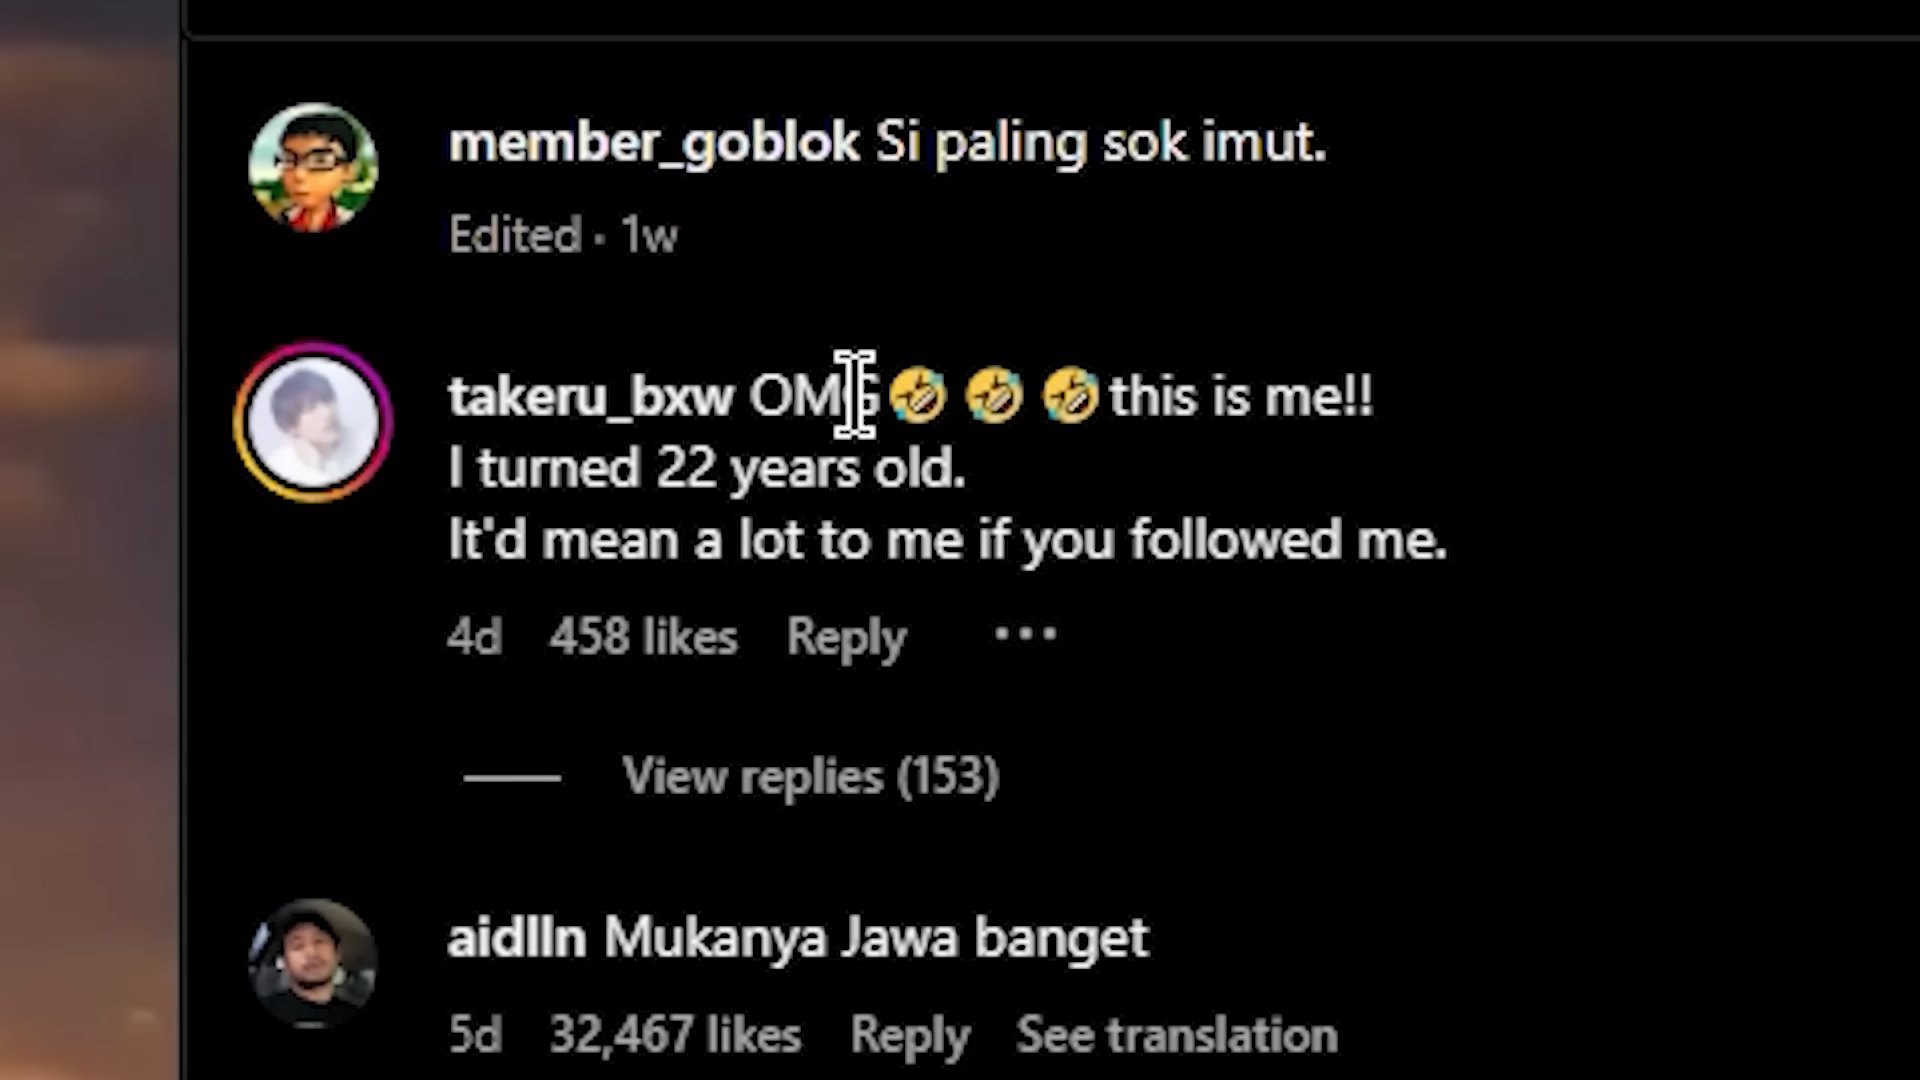 member_goblok Si paling sok imut.
Edited · 1w
takeru_bxw OMG🤣 🤣 🤣 this is me!!
I turned 22 years old.
It'd mean a lot to me if you followed me.
4d 458 likes Reply •••
View replies (153)
aidlln Mukanya Jawa banget
5d 32,467 likes Reply See translation